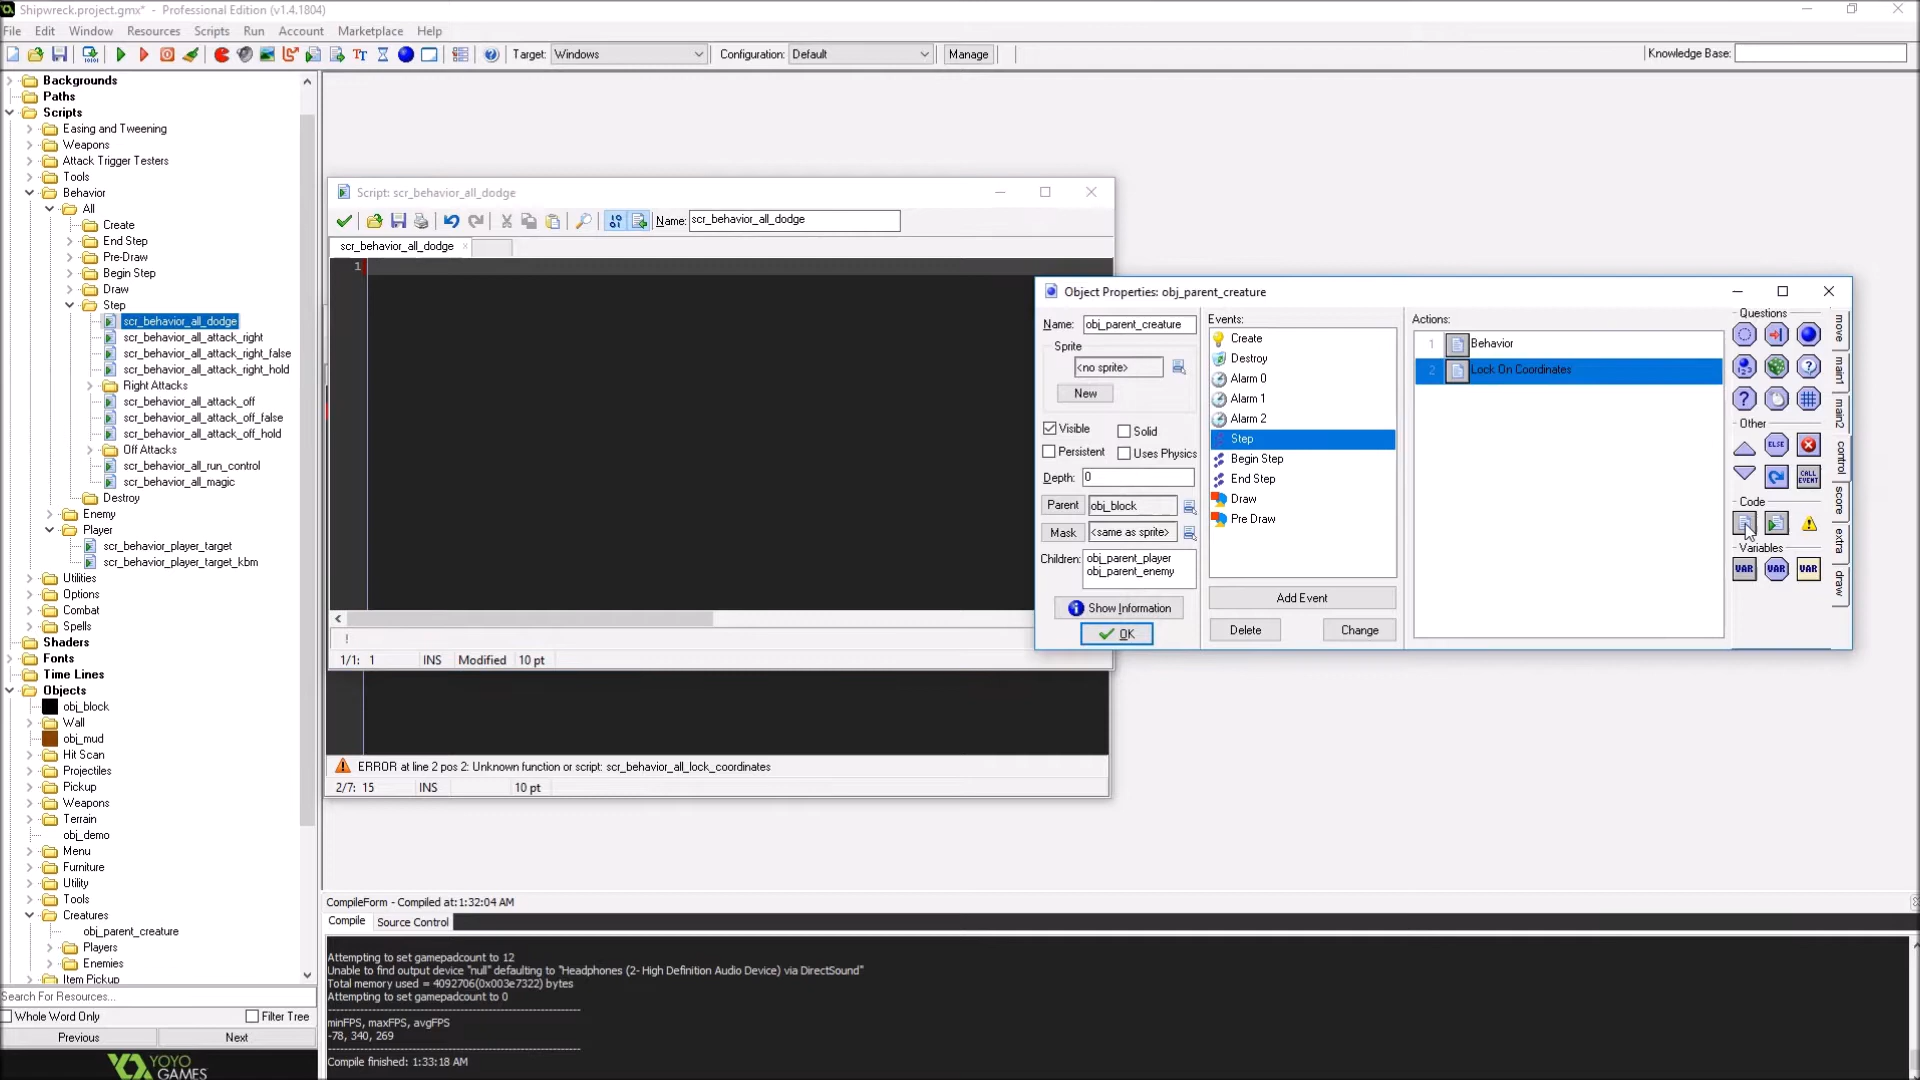 Shipwreck.project.gmx* - Professional Edition (v1.4.1804)
File Edit Window Resources Scripts Run Account Marketplace Help
Target: Windows Configuration: Default Manage Knowledge Base:
Backgrounds
Paths
Scripts
Easing and Tweening
Weapons
Attack Trigger Testers
Tools
Behavior
All
Create
End Step
Pre-Draw
Begin Step
Draw
Step
scr_behavior_all_dodge
scr_behavior_all_attack_right
scr_behavior_all_attack_right_false
scr_behavior_all_attack_right_hold
Right Attacks
scr_behavior_all_attack_off
scr_behavior_all_attack_off_false
scr_behavior_all_attack_off_hold
Off Attacks
scr_behavior_all_run_control
scr_behavior_all_magic
Destroy
Enemy
Player
scr_behavior_player_target
scr_behavior_player_target_kbm
Utilities
Options
Combat
Spells
Shaders
Fonts
Time Lines
Objects
obj_block
Wall
obj_mud
Hit Scan
Projectiles
Pickup
Weapons
Terrain
obj_demo
Menu
Furniture
Utility
Tools
Creatures
obj_parent_creature
Players
Enemies
Item Pickup
Search For Resources...
Whole Word Only Filter Tree
Previous Next
YOYO
GAMES
Script: scr_behavior_all_dodge
Name: scr_behavior_all_dodge
scr_behavior_all_dodge
1
!
1/1: 1 INS Modified 10 pt
ERROR at line 2 pos 2: Unknown function or script: scr_behavior_all_lock_coordinates
2/7: 15 INS 10 pt
Object Properties: obj_parent_creature
Name: obj_parent_creature
Sprite
<no sprite>
New
Visible Solid
Persistent Uses Physics
Depth: 0
Parent obj_block
Mask <same as sprite>
Children: obj_parent_player
obj_parent_enemy
Show Information
OK
Events:
Create
Destroy
Alarm 0
Alarm 1
Alarm 2
Step
Begin Step
End Step
Draw
Pre Draw
Add Event
Delete Change
Actions:
1 Behavior
2 Lock On Coordinates
Questions
Other
ELSE
CALL EVENT
Code
Variables
VAR VAR VAR
move
main1
main2
control
score
extra
draw
CompileForm - Compiled at:1:32:04 AM
Compile Source Control
Attempting to set gamepadcount to 12
Unable to find output device "null" defaulting to "Headphones (2- High Definition Audio Device) via DirectSound"
Total memory used = 4092706(0x003e7322) bytes
Attempting to set gamepadcount to 0
minFPS, maxFPS, avgFPS
-78, 340, 269
Compile finished: 1:33:18 AM